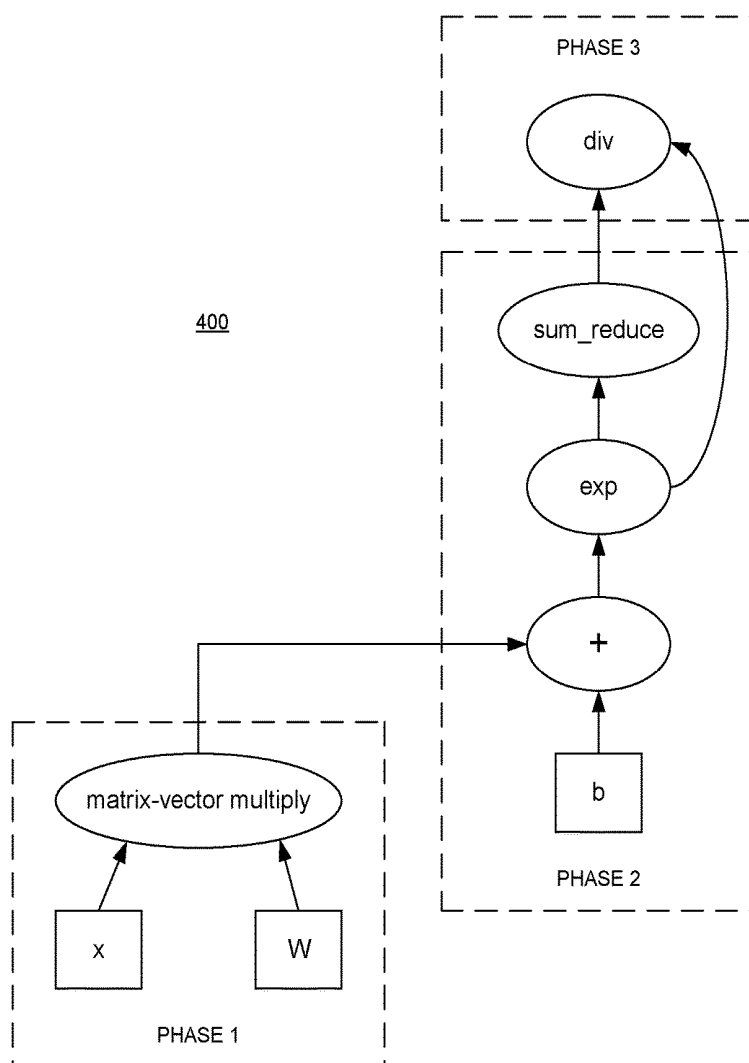 PHASE 3
div
400
sum_reduce
exp
+
matrix-vector multiply
b
PHASE 2
x
W
PHASE 1